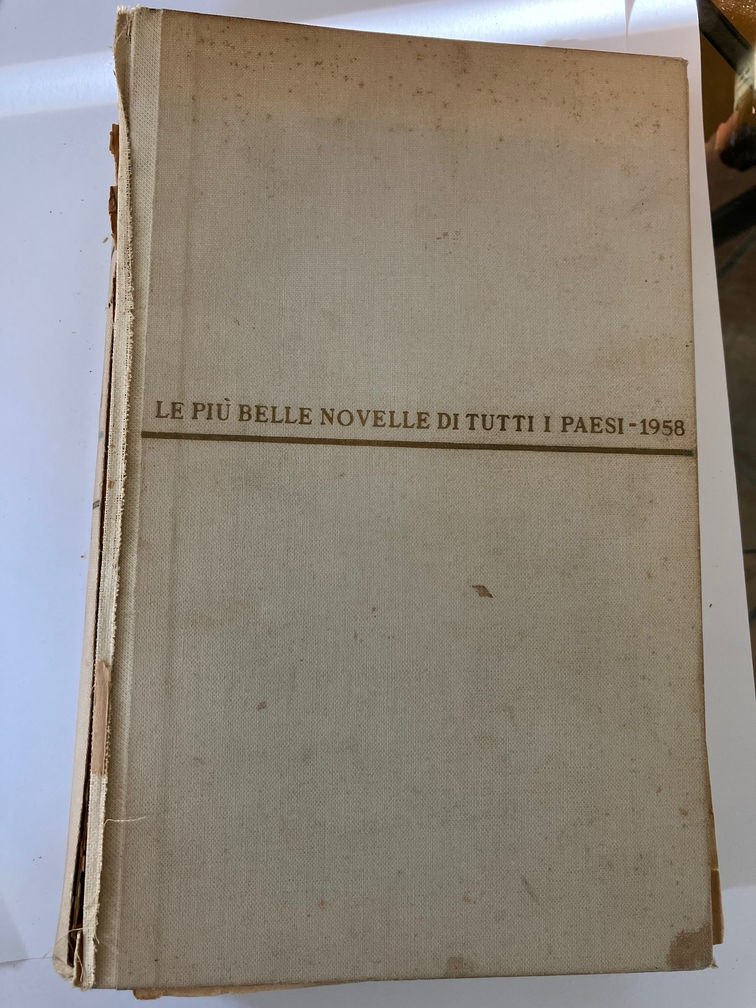 LE PIÙ BELLE NOVELLE DI TUTTI I PAESI - 1958